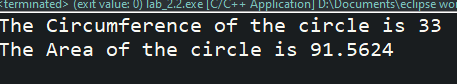 <terminated> (exit value: 0) lab_2.2.exe [C/C++ Application] D:\Documents\eclipse wor
The Circumference of the circle is 33
The Area of the circle is 91.5624